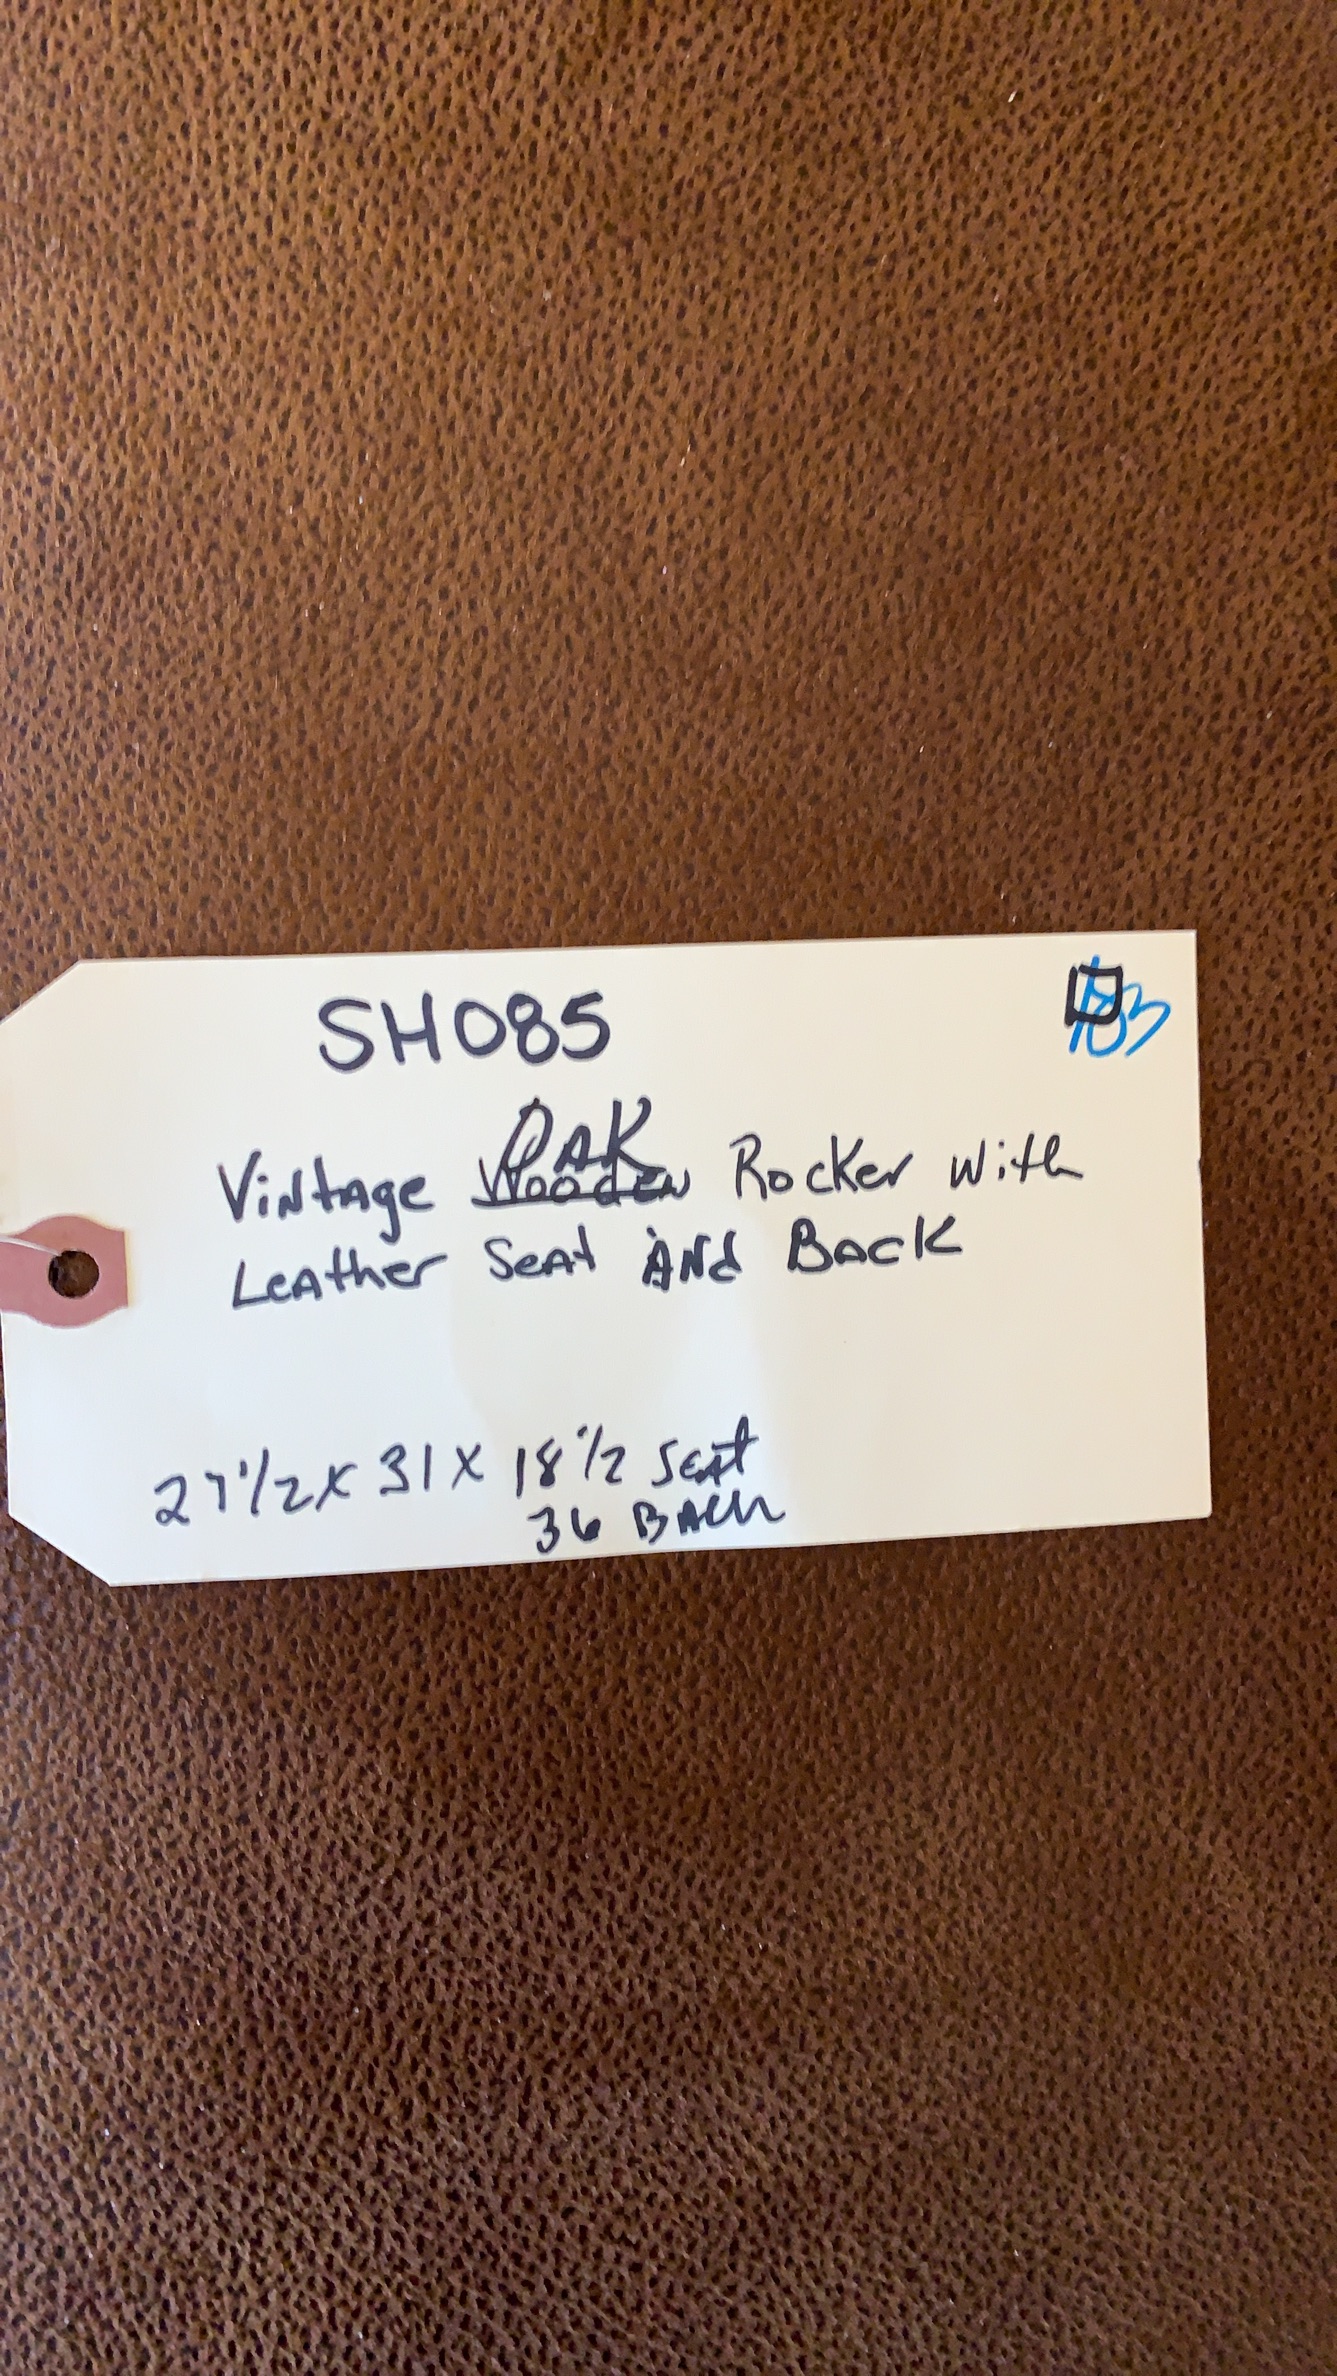 SH085
Vintage Oak Rocker With
Leather Seat And Back
27 1/2 x 31 x 18 1/2 Seat
36 Back